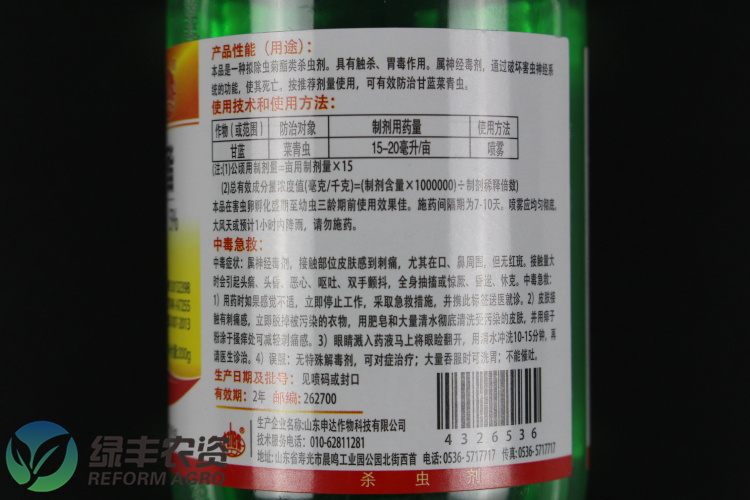 产品性能（用途）：
本品是一种拟除虫菊酯类杀虫剂。具有触杀、胃毒作用。属神经毒剂，通过破坏害虫神经系
统的功能，使其死亡。按推荐剂量使用，可有效防治甘蓝菜青虫。
使用技术和使用方法：
作物（或范围） 防治对象 制剂用药量 使用方法
甘蓝 菜青虫 15-20毫升/亩 喷雾
(注:(1)公顷用制剂量=亩用制剂量×15
(2)总有效成分量浓度值(毫克/千克)=(制剂含量×1000000)÷制剂稀释倍数)
本品在害虫卵孵化盛期至幼虫三龄期前使用效果佳。施药间隔期为7-10天。喷雾应均匀彻底,
大风天或预计1小时内降雨，请勿施药。
中毒急救：
中毒症状：属神经毒剂，接触部位皮肤感到刺痛，尤其在口、鼻周围，但无红斑。接触量大
时会引起头痛、头昏、恶心、呕吐、双手颤抖，全身抽搐或惊厥、昏迷、休克。中毒急救：
1）用药时如果感觉不适，立即停止工作，采取急救措施，并携此标签送医就诊。2）皮肤接
触有刺痛感。立即脱掉被污染的衣物，用肥皂和大量清水彻底清洗受污染的皮肤，并用
粉涂于搔痒处可减轻刺痛感。3）眼睛溅入药液马上将眼睑翻开，用清水冲洗10-15分钟，再
请医生诊治。4）误服：无特殊解毒剂，可对症治疗；大量吞服时可洗胃；不能催吐。
生产日期及批号：见喷码或封口
有效期：2年 邮编：262700
生产企业名称:山东申达作物科技有限公司
技术服务电话：010-62811281
地址：山东省寿光市晨鸣工业园公园北街西首 电话:0536-5717717 传真:0536-5717717
4326536
杀虫剂
绿丰农资
REFORM AGRO